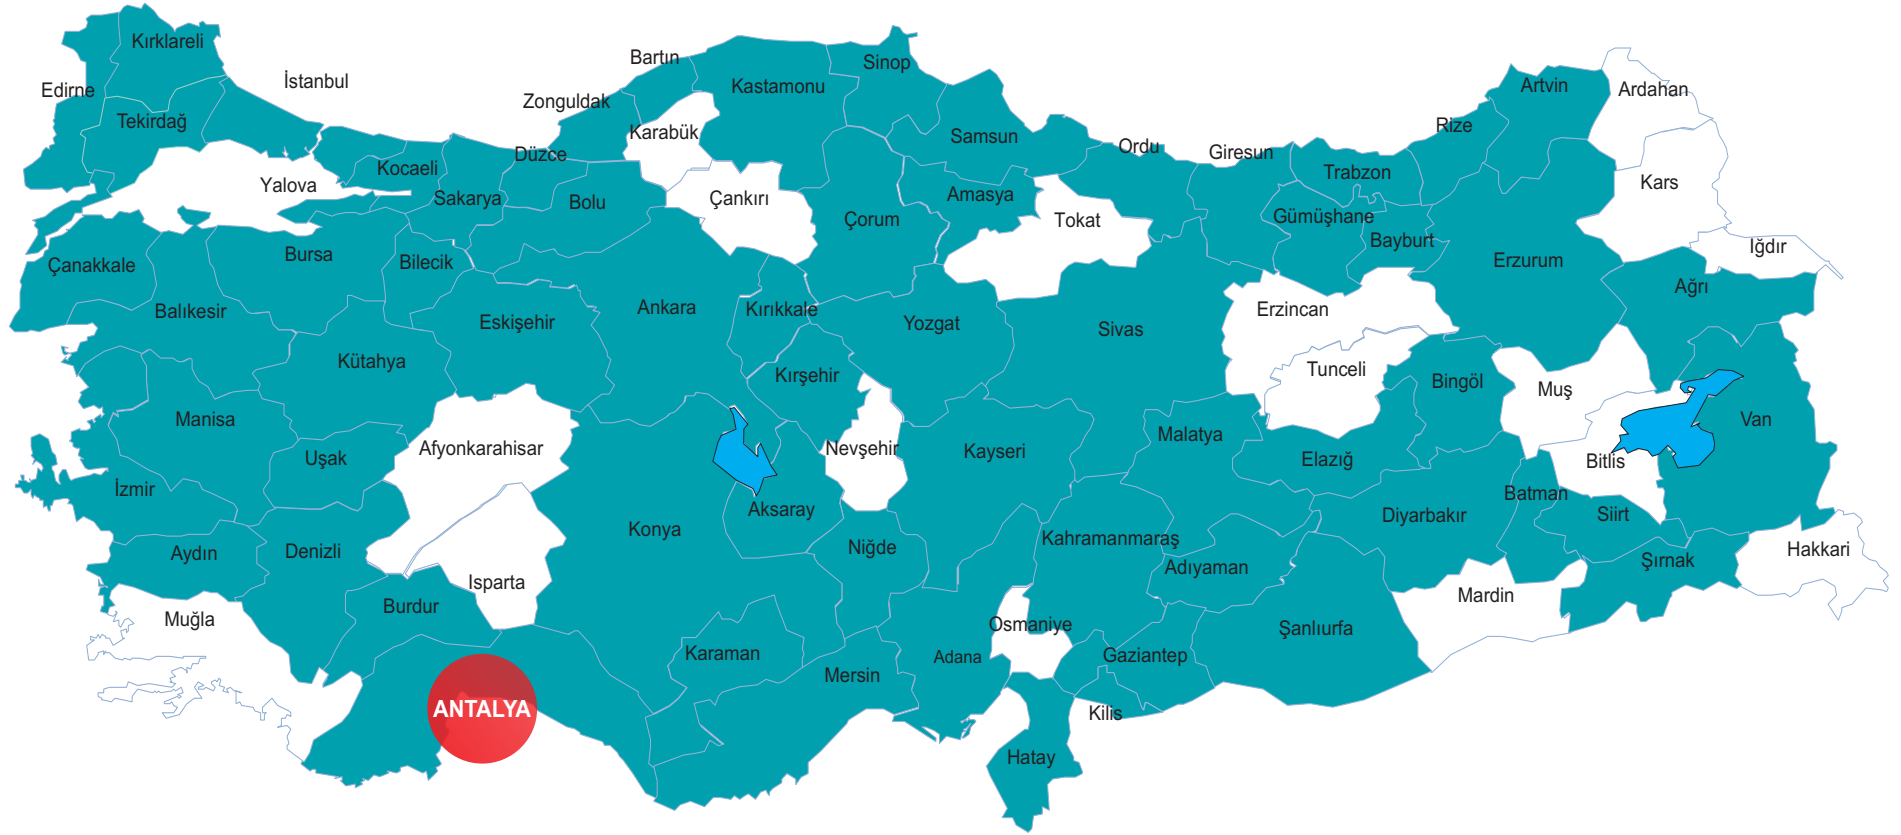 Kırklareli
Sinop
Bartın
İstanbul
Edirne
Kastamonu
Artvin
Ardahan
Zonguldak
Tekirdağ
Karabük
Samsun
Rize
Ordu
Giresun
Düzce
Kocaeli
Trabzon
Yalova
Kars
Sakarya
Bolu
Çankırı
Amasya
Çorum
Tokat
Gümüşhane
Bayburt
Iğdır
Bursa
Bilecik
Çanakkale
Erzurum
Ağrı
Balıkesir
Ankara
Kırıkkale
Erzincan
Eskişehir
Yozgat
Sivas
Kütahya
Kırşehir
Tunceli
Bingöl
Muş
Manisa
Van
Malatya
Afyonkarahisar
Nevşehir
Kayseri
Uşak
Elazığ
Bitlis
İzmir
Batman
Aksaray
Siirt
Diyarbakır
Konya
Kahramanmaraş
Niğde
Aydın
Denizli
Hakkari
Şırnak
Adıyaman
Isparta
Mardin
Burdur
Muğla
Osmaniye
Şanlıurfa
Karaman
Adana
Gaziantep
Mersin
ANTALYA
Kilis
Hatay